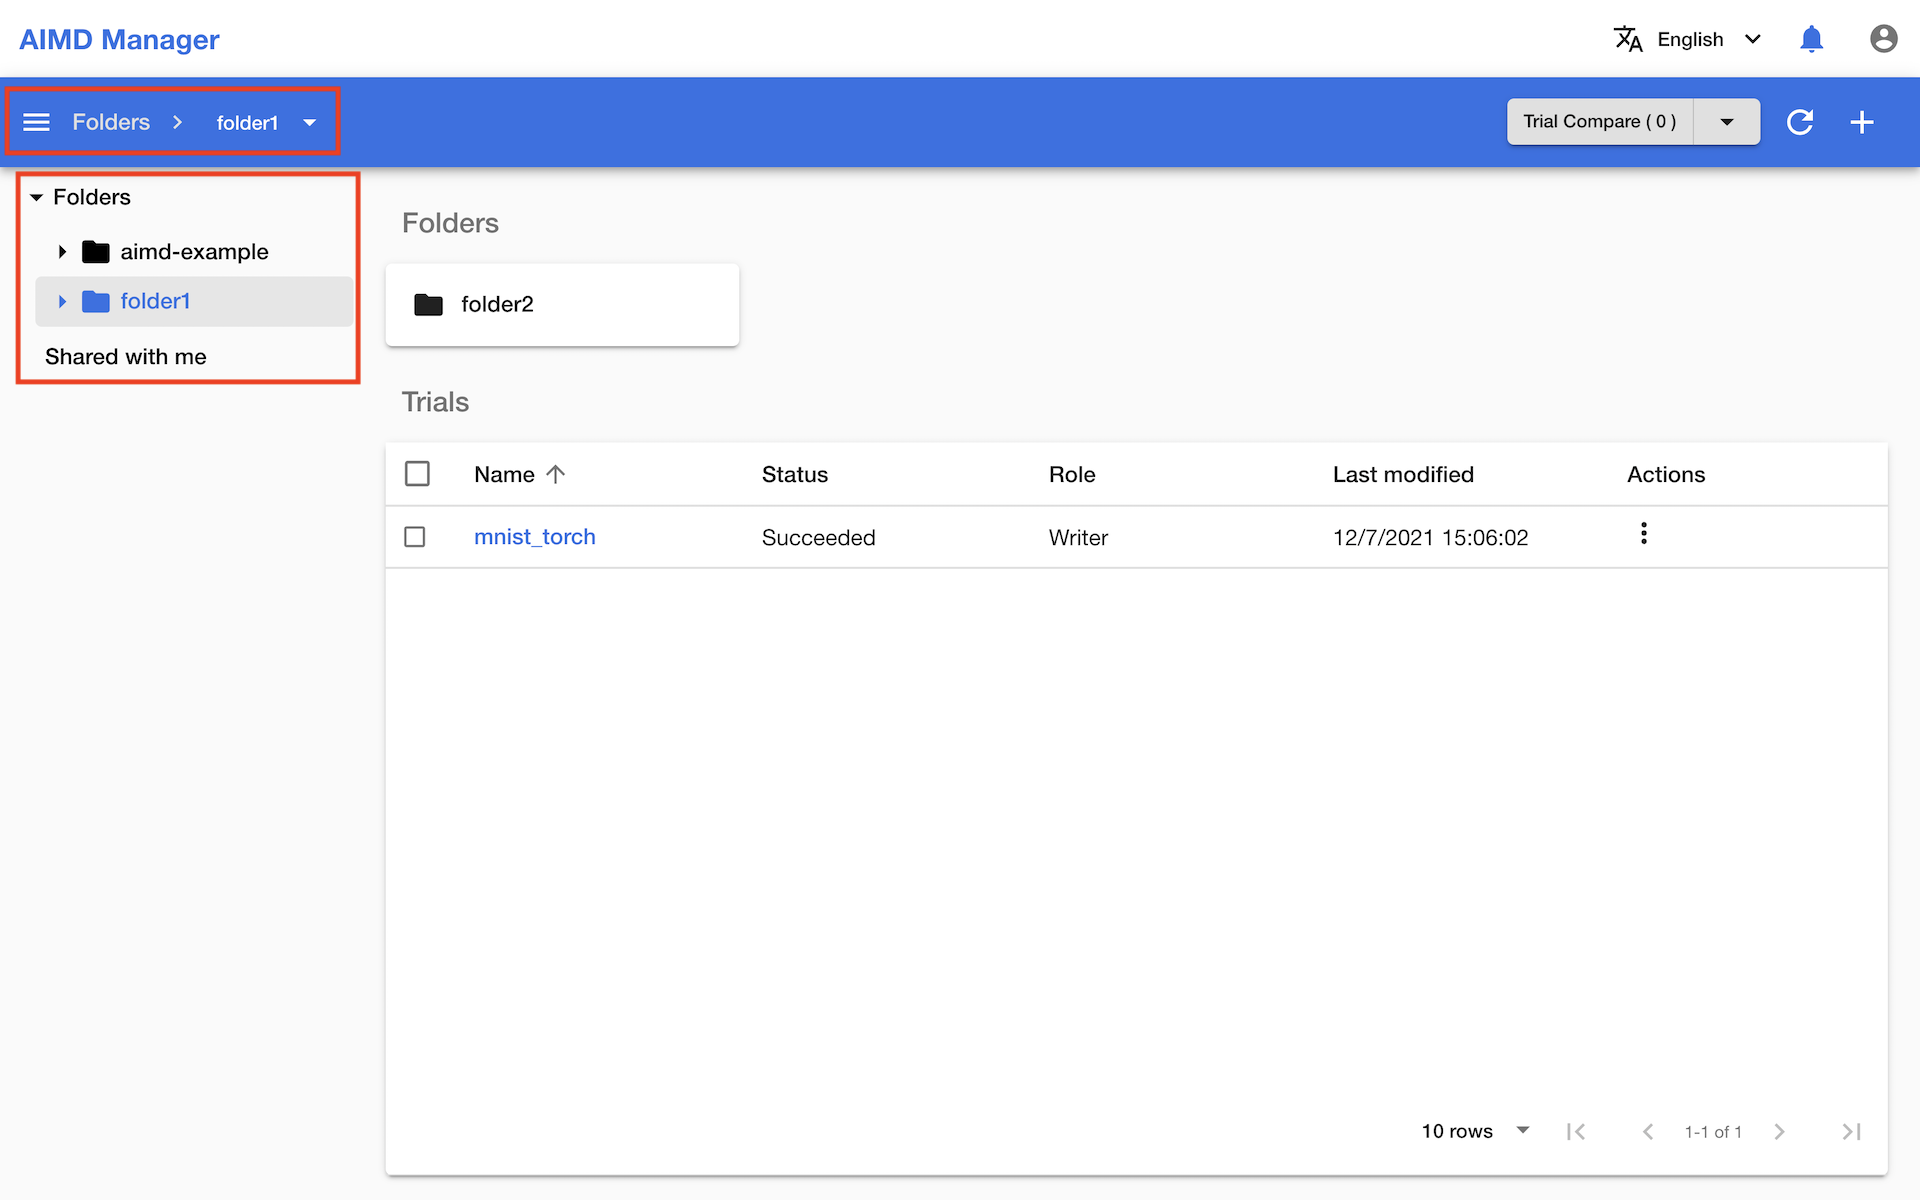 AIMD Manager
English
Folders folder1
Trial Compare ( 0 )
Folders
aimd-example
folder1
Shared with me
Folders
folder2
Trials
Name Status Role Last modified Actions
mnist_torch Succeeded Writer 12/7/2021 15:06:02
10 rows 1-1 of 1